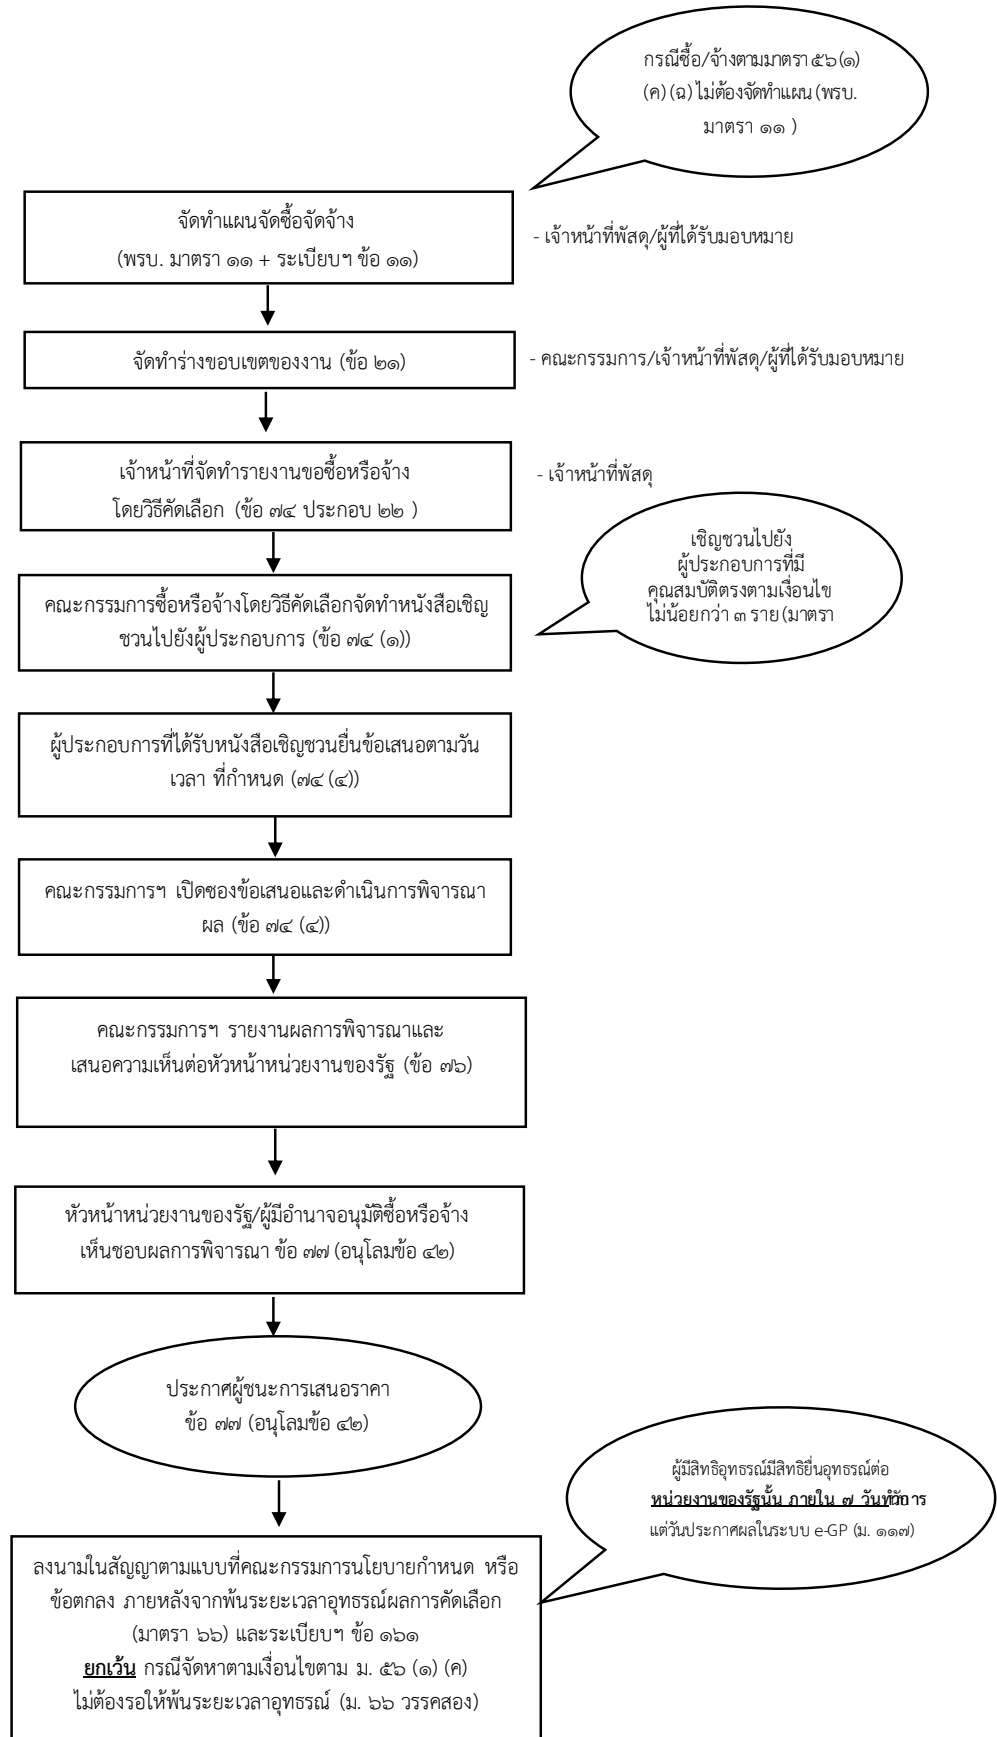 กรณีซื้อ/จ้างตามมาตรา ๕๖ (๑)
(ค) (ฉ) ไม่ต้องจัดทำแผน (พรบ.
มาตรา ๑๑ )
จัดทำแผนจัดซื้อจัดจ้าง
(พรบ. มาตรา ๑๑ + ระเบียบฯ ข้อ ๑๑)
- เจ้าหน้าที่พัสดุ/ผู้ที่ได้รับมอบหมาย
จัดทำร่างขอบเขตของงาน (ข้อ ๒๑)
- คณะกรรมการ/เจ้าหน้าที่พัสดุ/ผู้ที่ได้รับมอบหมาย
เจ้าหน้าที่จัดทำรายงานขอซื้อหรือจ้าง
โดยวิธีคัดเลือก (ข้อ ๗๔ ประกอบ ๒๒ )
- เจ้าหน้าที่พัสดุ
เชิญชวนไปยัง
ผู้ประกอบการที่มี
คุณสมบัติตรงตามเงื่อนไข
ไม่น้อยกว่า ๓ ราย (มาตรา
คณะกรรมการซื้อหรือจ้างโดยวิธีคัดเลือกจัดทำหนังสือเชิญ
ชวนไปยังผู้ประกอบการ (ข้อ ๗๔ (๑))
ผู้ประกอบการที่ได้รับหนังสือเชิญชวนยื่นข้อเสนอตามวัน
เวลา ที่กำหนด (๗๔ (๔))
คณะกรรมการฯ เปิดซองข้อเสนอและดำเนินการพิจารณา
ผล (ข้อ ๗๔ (๔))
คณะกรรมการฯ รายงานผลการพิจารณาและ
เสนอความเห็นต่อหัวหน้าหน่วยงานของรัฐ (ข้อ ๗๖)
หัวหน้าหน่วยงานของรัฐ/ผู้มีอำนาจอนุมัติซื้อหรือจ้าง
เห็นชอบผลการพิจารณา ข้อ ๗๗ (อนุโลมข้อ ๔๒)
ประกาศผู้ชนะการเสนอราคา
ข้อ ๗๗ (อนุโลมข้อ ๔๒)
ผู้มีสิทธิอุทธรณ์มีสิทธิยื่นอุทธรณ์ต่อ
หน่วยงานของรัฐนั้น ภายใน ๗ วันทำการ
แต่วันประกาศผลในระบบ e-GP (ม. ๑๑๗)
ลงนามในสัญญาตามแบบที่คณะกรรมการนโยบายกำหนด หรือ
ข้อตกลง ภายหลังจากพ้นระยะเวลาอุทธรณ์ผลการคัดเลือก
(มาตรา ๖๖) และระเบียบฯ ข้อ ๑๖๑
ยกเว้น กรณีจัดหาตามเงื่อนไขตาม ม. ๕๖ (๑) (ค)
ไม่ต้องรอให้พ้นระยะเวลาอุทธรณ์ (ม. ๖๖ วรรคสอง)